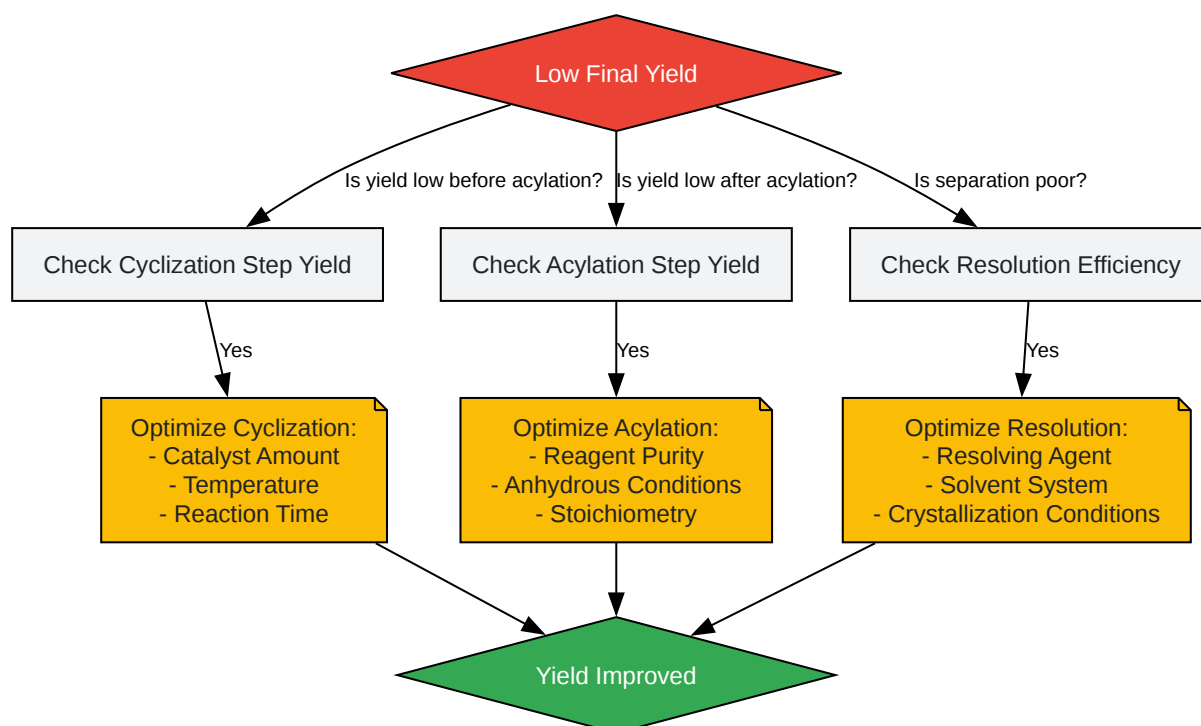 Low Final Yield
Is yield low before acylation?
Is yield low after acylation?
Is separation poor?
Check Cyclization Step Yield
Check Acylation Step Yield
Check Resolution Efficiency
Yes
Yes
Yes
Optimize Cyclization:
- Catalyst Amount
- Temperature
- Reaction Time
Optimize Acylation:
- Reagent Purity
- Anhydrous Conditions
- Stoichiometry
Optimize Resolution:
- Resolving Agent
- Solvent System
- Crystallization Conditions
Yield Improved